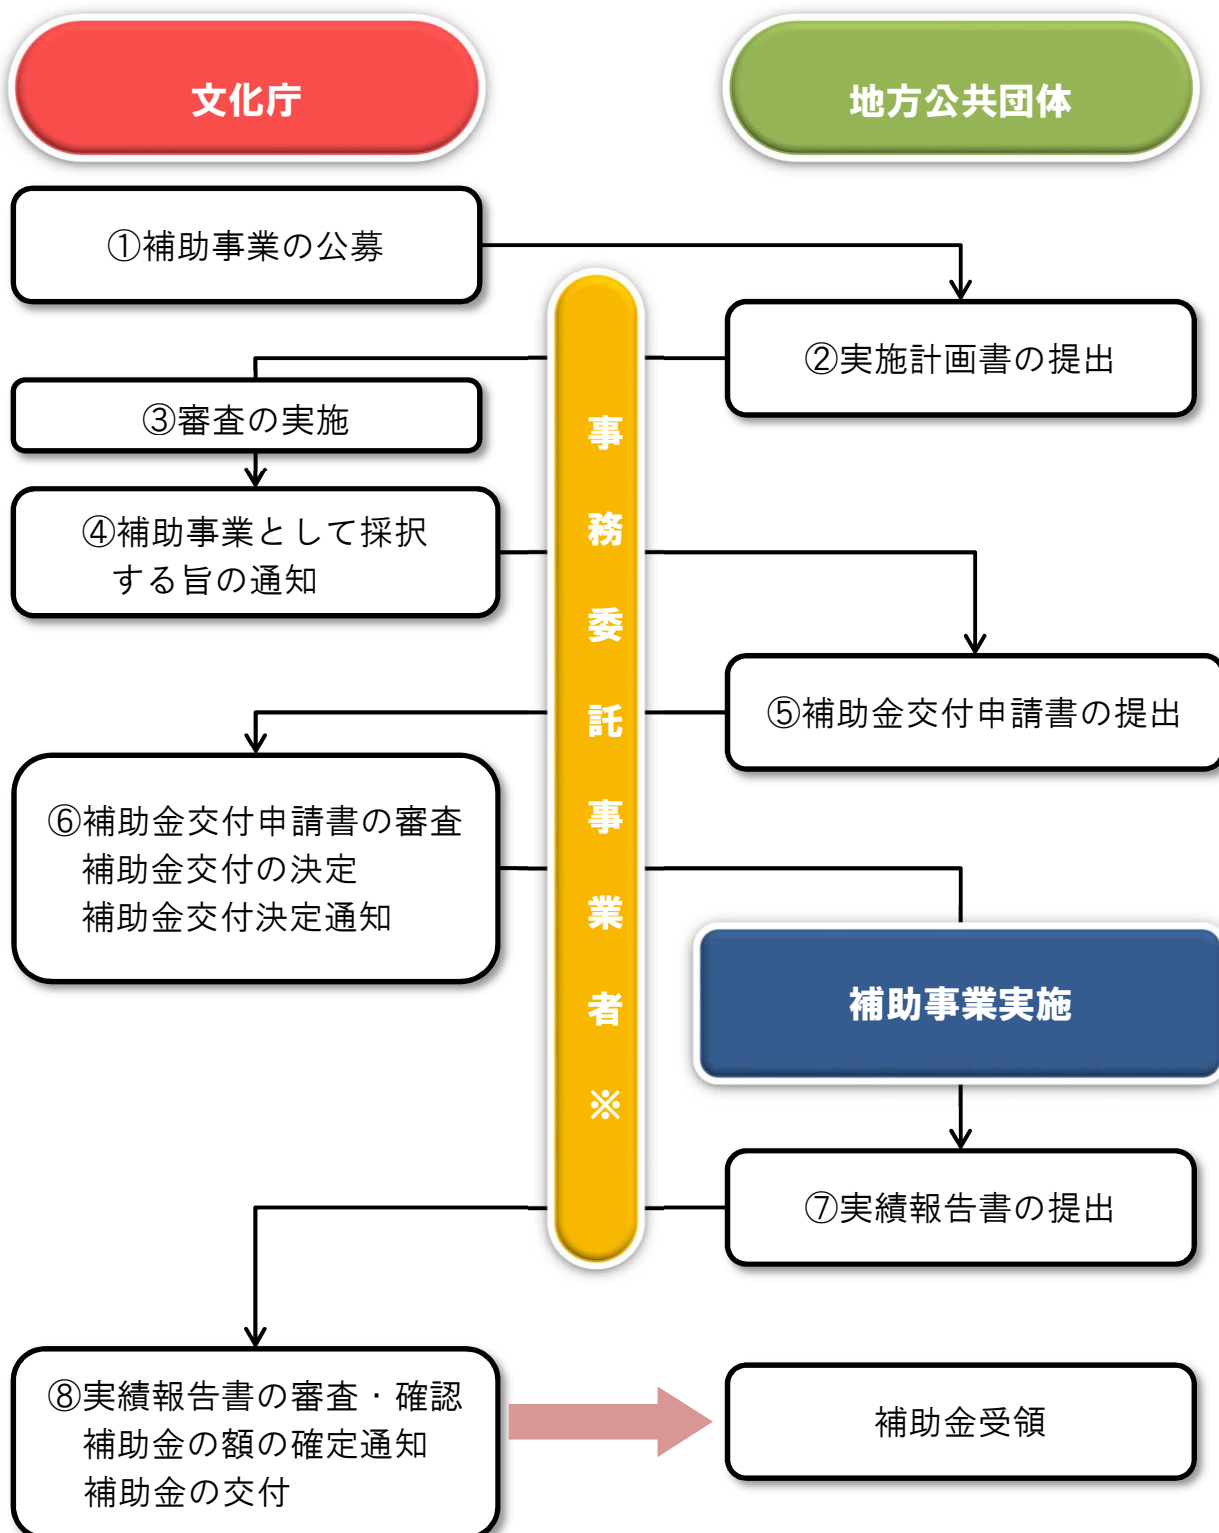 文化庁
地方公共団体
①補助事業の公募
②実施計画書の提出
③審査の実施
④補助事業として採択
する旨の通知
事務委託事業者※
⑤補助金交付申請書の提出
⑥補助金交付申請書の審査
補助金交付の決定
補助金交付決定通知
補助事業実施
⑦実績報告書の提出
⑧実績報告書の審査・確認
補助金の額の確定通知
補助金の交付
補助金受領